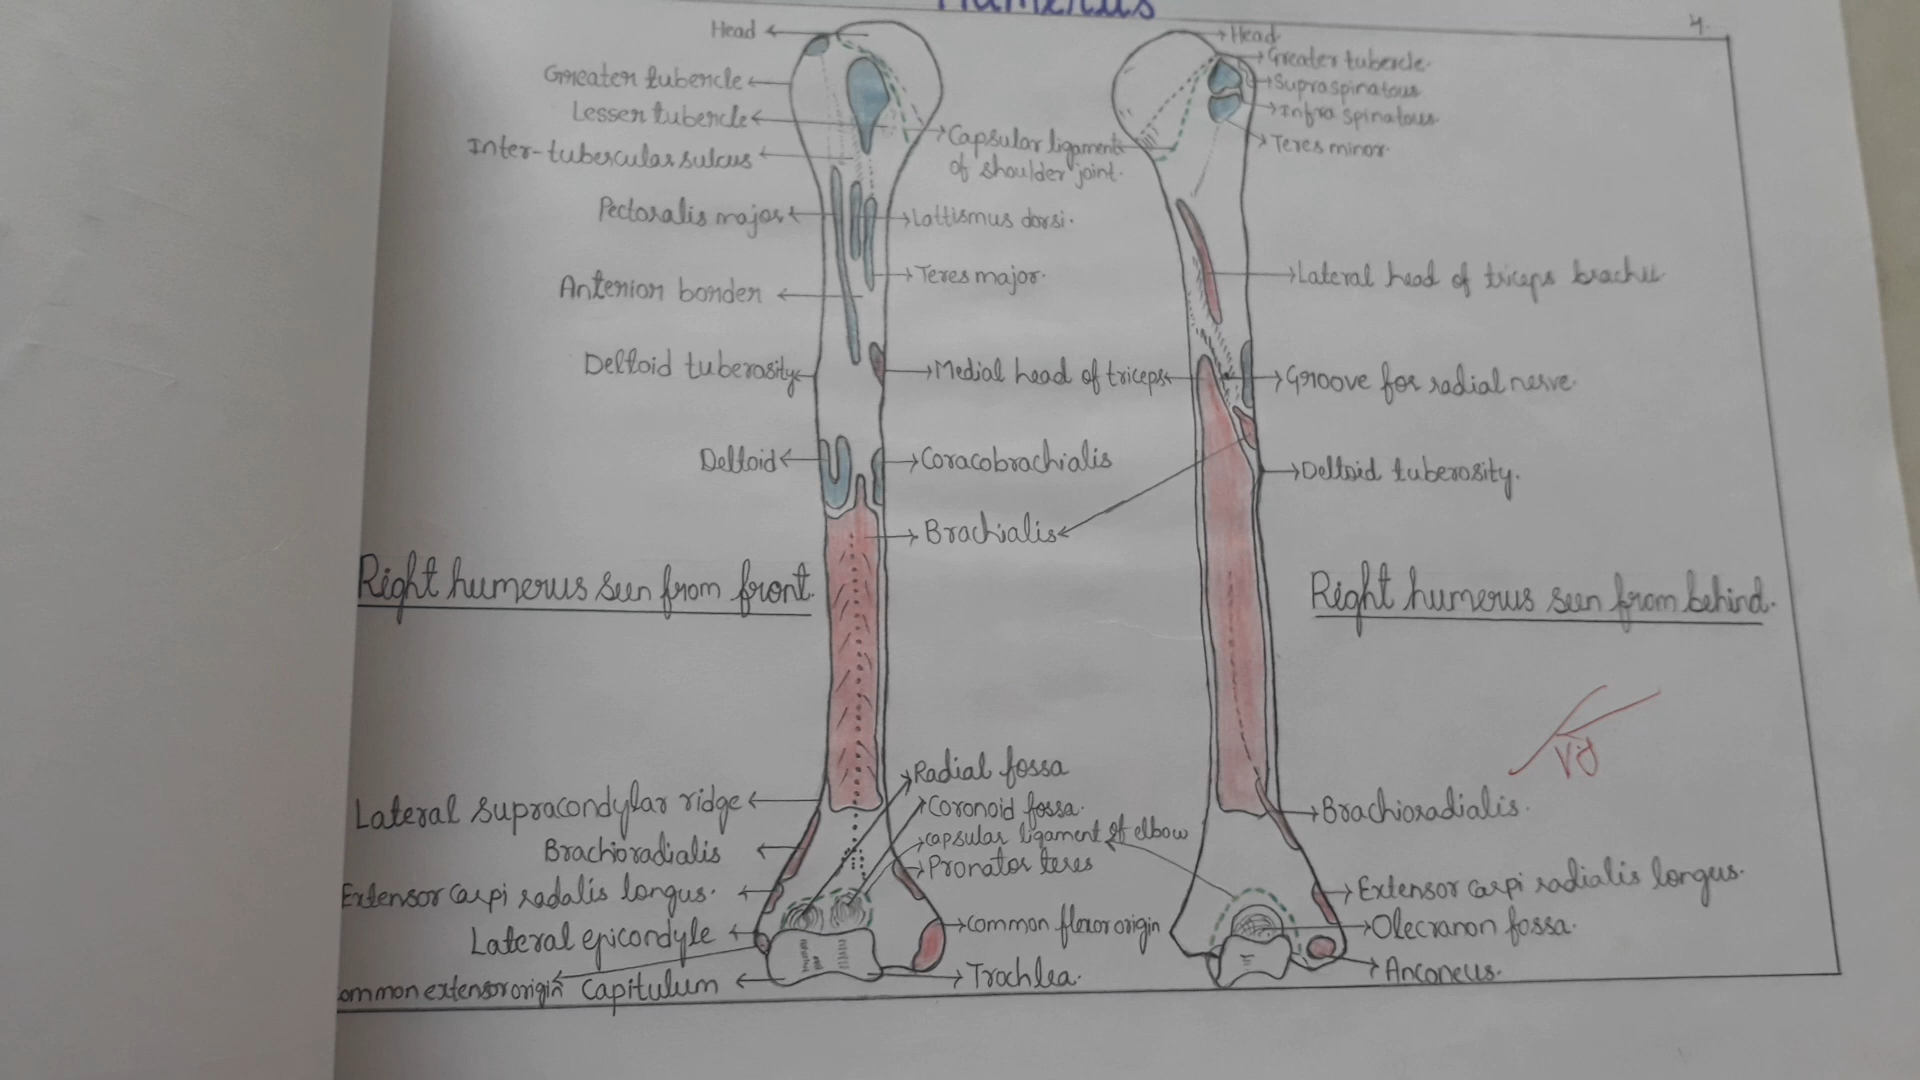 Humerus
4.
Head
Greater tubercle
Lesser tubercle
Inter-tubercular sulcus
Pectoralis major
Anterior border
Deltoid tuberosity
Deltoid
Capsular ligament
of shoulder joint.
Lattismus dorsi.
Teres major.
Medial head of triceps
Coracobrachialis
Brachialis
Right humerus seen from front.
Lateral supracondylar ridge
Brachioradialis
Extensor carpi radalis longus.
Lateral epicondyle
ommon extensor origin
Capitulum
Radial fossa
Coronoid fossa.
capsular ligament of elbow
Pronator teres
common flexor origin
Trochlea.
Head
Greater tubercle.
Supraspinatous
Infra spinatous
Teres minor.
Lateral head of triceps brachii
Groove for radial nerve.
Deltoid tuberosity.
Right humerus seen from behind.
Brachioradialis.
Extensor carpi radialis longus.
Olecranon fossa.
Anconeus.